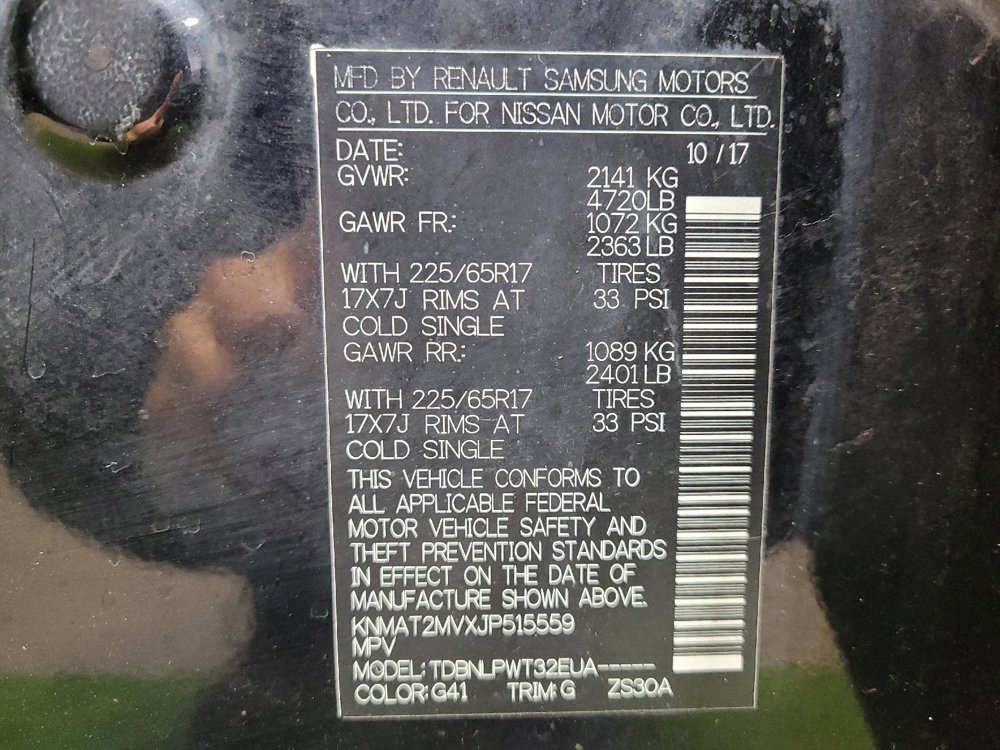 MFD BY RENAULT SAMSUNG MOTORS
CO., LTD. FOR NISSAN MOTOR CO., LTD.
DATE: 10 / 17
GVWR: 2141 KG
4720LB
GAWR FR.: 1072 KG
2363 LB
WITH 225/65R17 TIRES
17X7J RIMS AT 33 PSI
COLD SINGLE
GAWR RR.: 1089 KG
2401 LB
WITH 225/65R17 TIRES
17X7J RIMS AT 33 PSI
COLD SINGLE
THIS VEHICLE CONFORMS TO
ALL APPLICABLE FEDERAL
MOTOR VEHICLE SAFETY AND
THEFT PREVENTION STANDARDS
IN EFFECT ON THE DATE OF
MANUFACTURE SHOWN ABOVE.
KNMAT2MVXJP515559
MPV
MODEL: TDBNLPWT32EUA-----
COLOR: G41 TRIM: G ZS30A